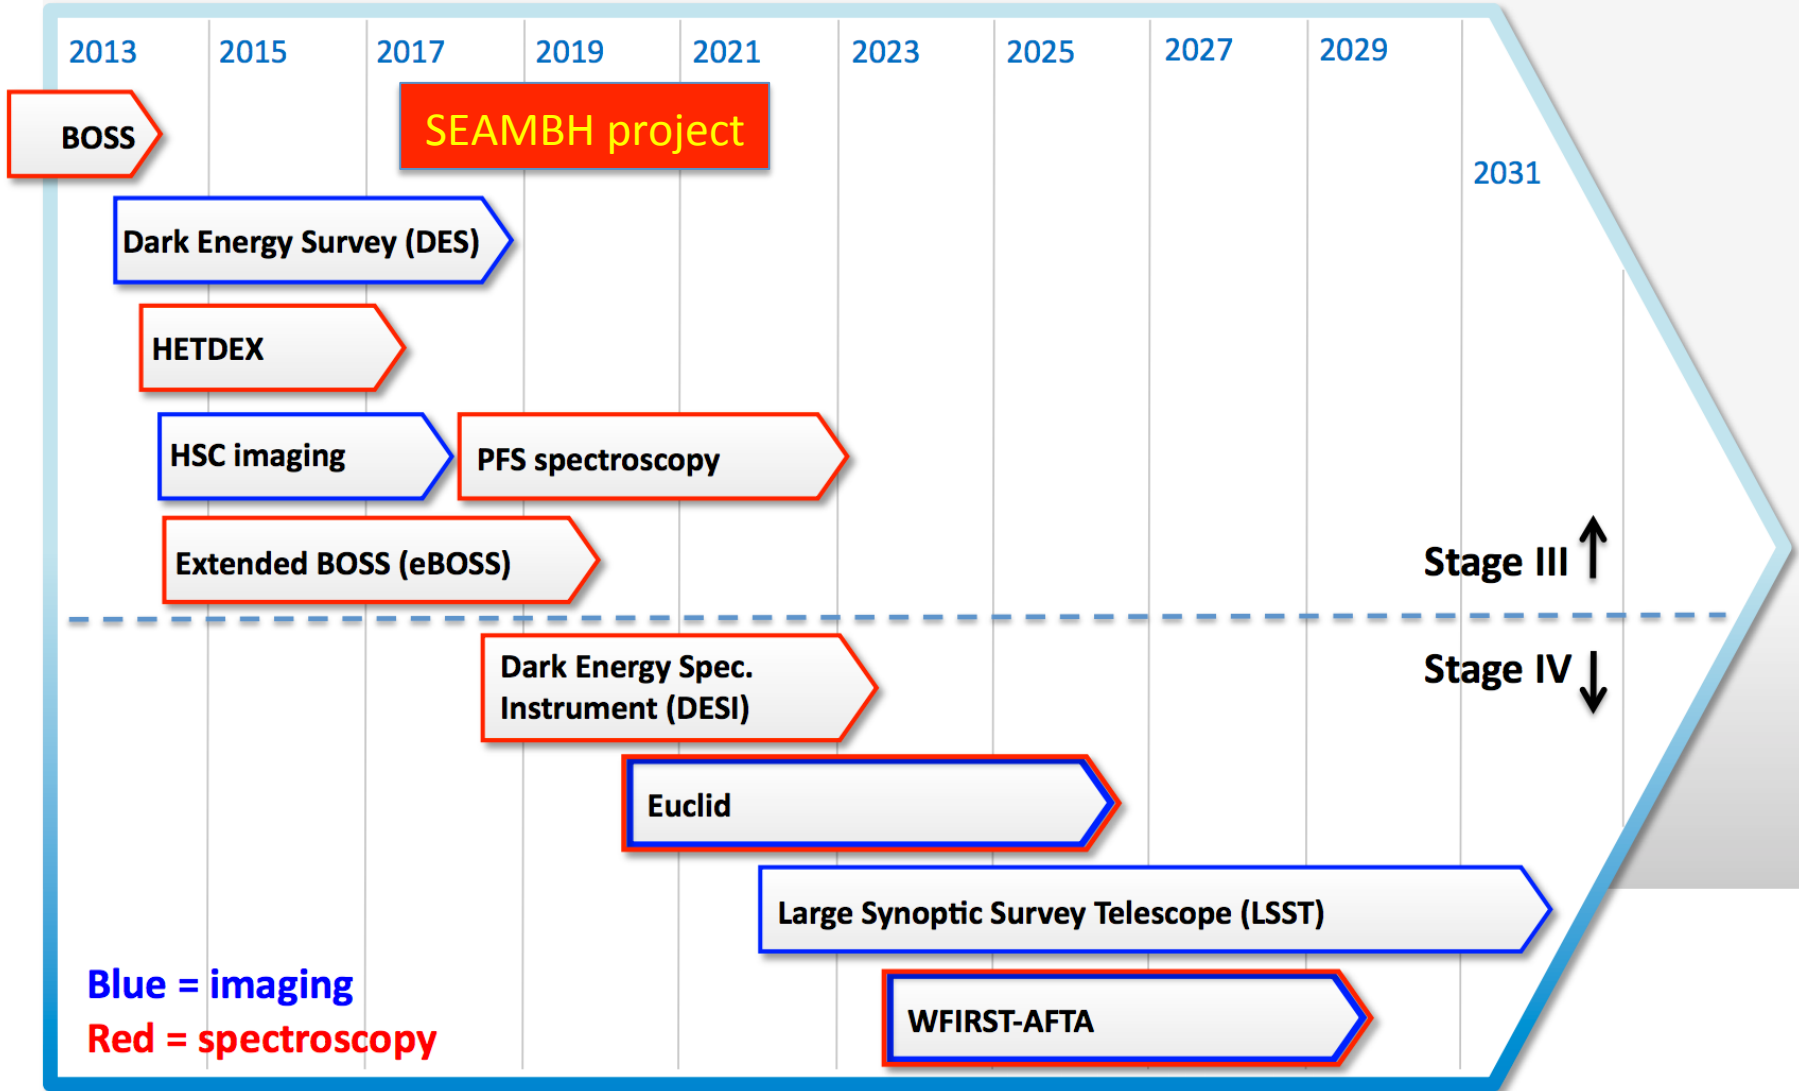 2013 2015 2017 2019 2021 2023 2025 2027 2029
SEAMBH project
BOSS
2031
Dark Energy Survey (DES)
HETDEX
HSC imaging
PFS spectroscopy
Extended BOSS (eBOSS)
Stage III
Stage IV
Dark Energy Spec.
Instrument (DESI)
Euclid
Large Synoptic Survey Telescope (LSST)
WFIRST-AFTA
Blue = imaging
Red = spectroscopy